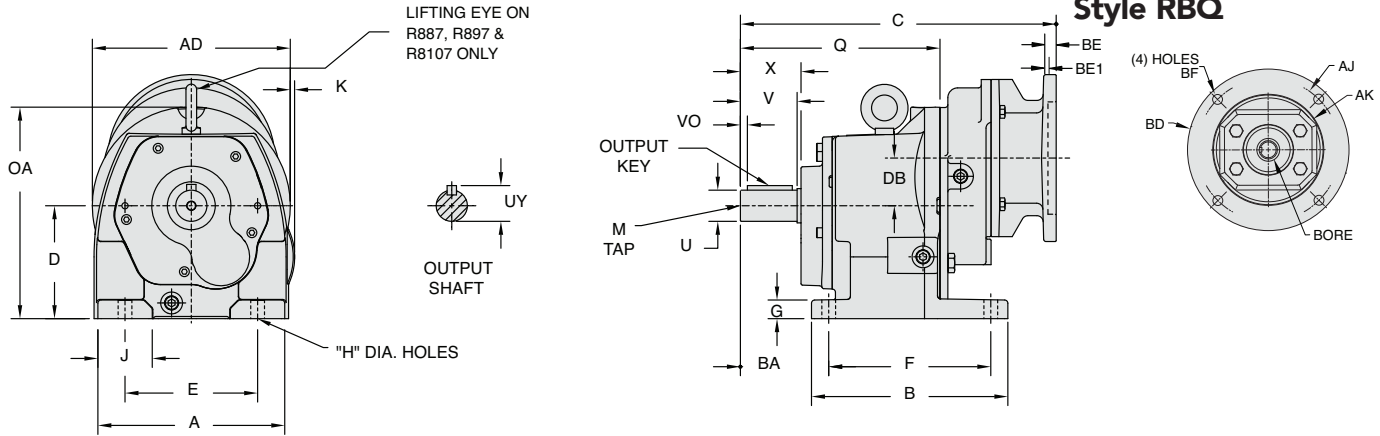 Style RBQ
LIFTING EYE ON
R887, R897 &
R8107 ONLY
AD
K
OA
D
J
E
A
"H" DIA. HOLES
UY
OUTPUT
SHAFT
C
Q
X
V
VO
OUTPUT
KEY
M
TAP
U
G
BA
F
B
DB
BE
BE1
(4) HOLES
BF
AJ
AK
BD
BORE